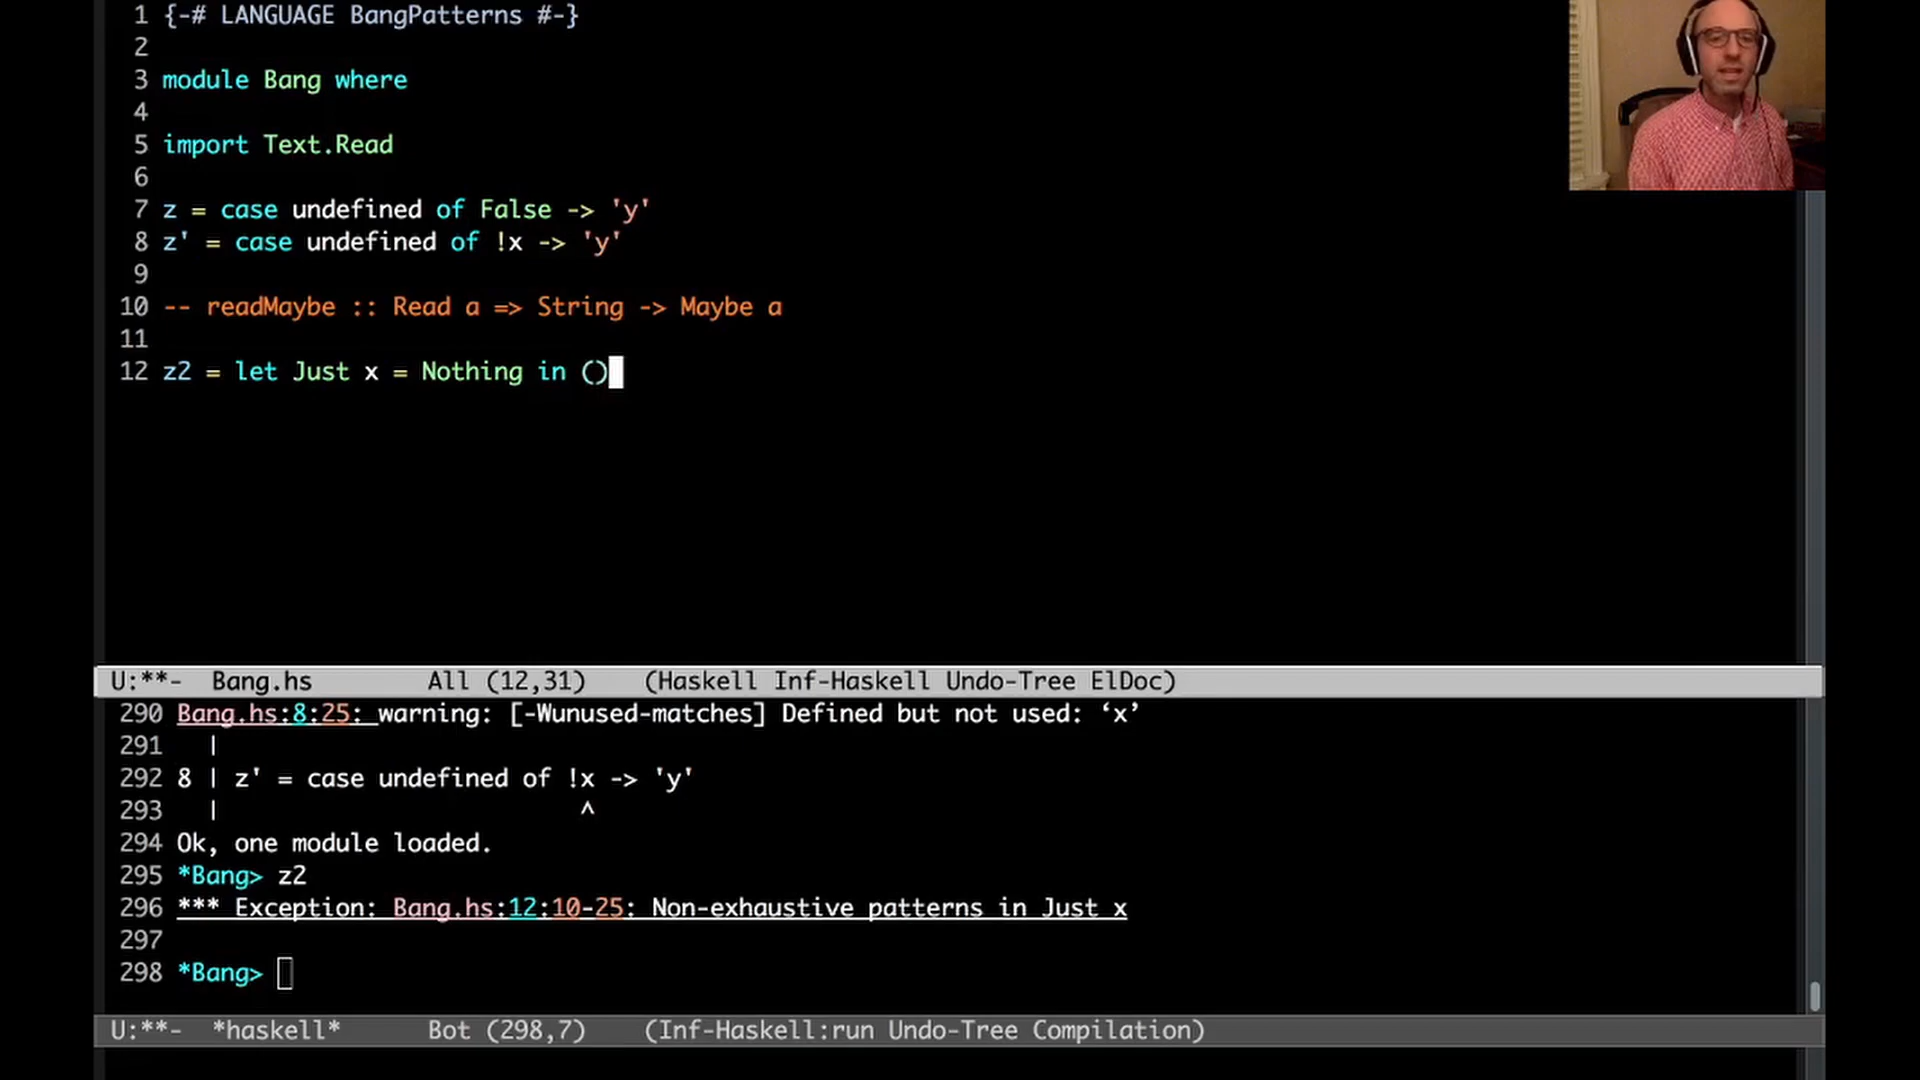 1 {-# LANGUAGE BangPatterns #-}
2
3 module Bang where
4
5 import Text.Read
6
7 z = case undefined of False -> 'y'
8 z' = case undefined of !x -> 'y'
9
10 -- readMaybe :: Read a => String -> Maybe a
11
12 z2 = let Just x = Nothing in ()
U:**-  Bang.hs        All (12,31)    (Haskell Inf-Haskell Undo-Tree ElDoc)
290 Bang.hs:8:25: warning: [-Wunused-matches] Defined but not used: ‘x’
291   |
292 8 | z' = case undefined of !x -> 'y'
293   |                          ^
294 Ok, one module loaded.
295 *Bang> z2
296 *** Exception: Bang.hs:12:10-25: Non-exhaustive patterns in Just x
297
298 *Bang>
U:**-  *haskell*      Bot (298,7)    (Inf-Haskell:run Undo-Tree Compilation)